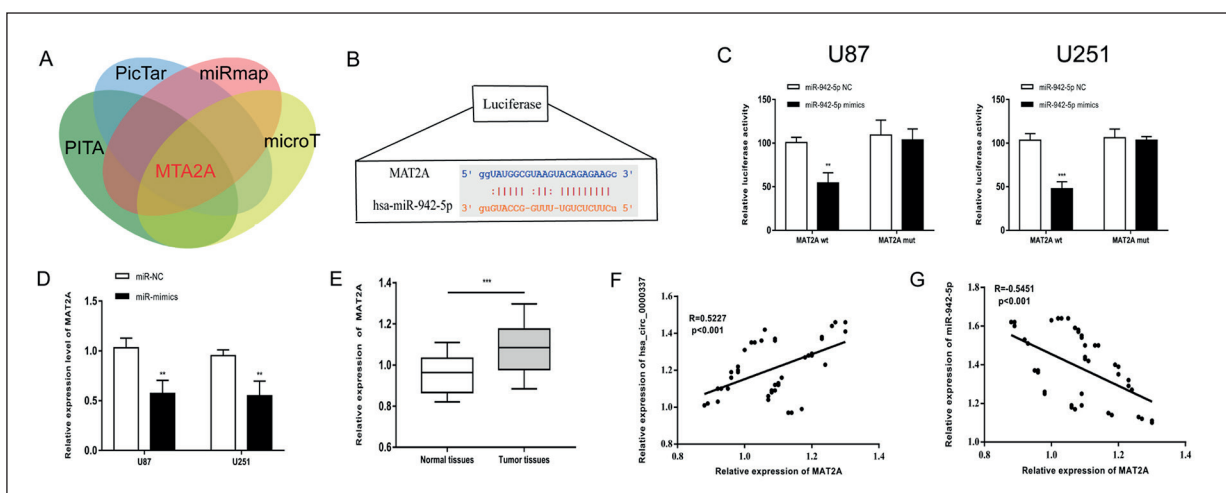 A
PicTar
miRmap
PITA
microT
MTA2A
B
Luciferase
MAT2A
5' ggUAUGGCGUAAGUACAGAGAAGc 3'
hsa-miR-942-5p
3' guGUACCG-GUUU-UGUCUCUUCu 5'
C
U87
miR-942-5p NC
miR-942-5p mimics
Relative luciferase activity
150
100
50
0
**
MAT2A wt
MAT2A mut
U251
miR-942-5p NC
miR-942-5p mimics
Relative luciferase activity
150
100
50
0
***
MAT2A wt
MAT2A mut
D
miR-NC
miR-mimics
Relative expression level of MAT2A
1.5
1.0
0.5
0.0
**
**
U87
U251
E
Relative expression of MAT2A
1.4
1.2
1.0
0.8
0.6
***
Normal tissues
Tumor tissues
F
R=0.5227
p<0.001
Relative expression of hsa_circ_0000337
1.6
1.4
1.2
1.0
0.8
0.8
1.0
1.2
1.4
Relative expression of MAT2A
G
R=-0.5451
p<0.001
Relative expression of miR-942-5p
1.8
1.6
1.4
1.2
1.0
0.8
1.0
1.2
1.4
Relative expression of MAT2A